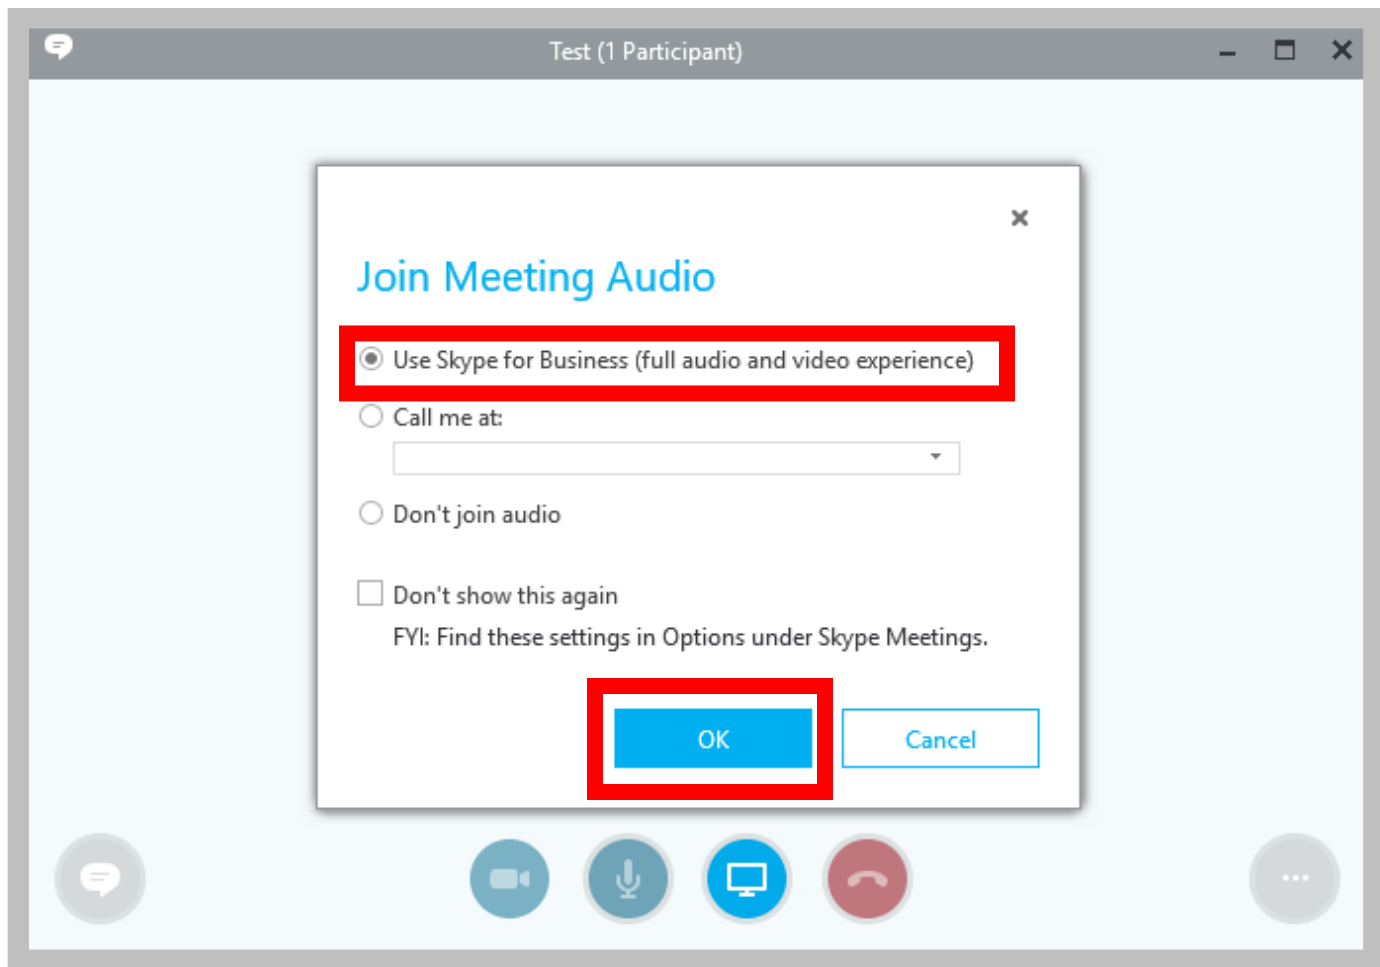 Test (1 Participant)
Join Meeting Audio
Use Skype for Business (full audio and video experience)
Call me at:
Don't join audio
Don't show this again
FYI: Find these settings in Options under Skype Meetings.
OK
Cancel